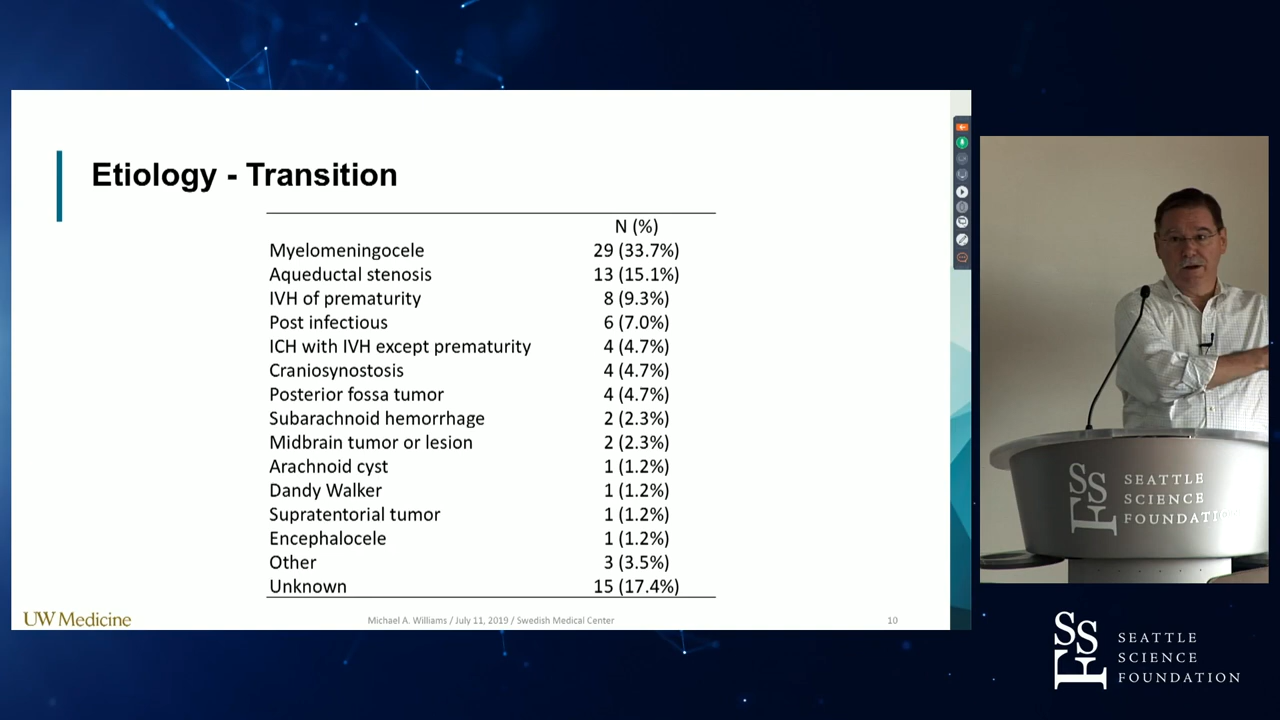 Etiology - Transition
N (%)
Myelomeningocele 29 (33.7%)
Aqueductal stenosis 13 (15.1%)
IVH of prematurity 8 (9.3%)
Post infectious 6 (7.0%)
ICH with IVH except prematurity 4 (4.7%)
Craniosynostosis 4 (4.7%)
Posterior fossa tumor 4 (4.7%)
Subarachnoid hemorrhage 2 (2.3%)
Midbrain tumor or lesion 2 (2.3%)
Arachnoid cyst 1 (1.2%)
Dandy Walker 1 (1.2%)
Supratentorial tumor 1 (1.2%)
Encephalocele 1 (1.2%)
Other 3 (3.5%)
Unknown 15 (17.4%)
UW Medicine Michael A. Williams / July 11, 2019 / Swedish Medical Center 10
SSF
SEATTLE
SCIENCE
FOUNDATION
SSF
SEATTLE
SCIENCE
FOUNDATION